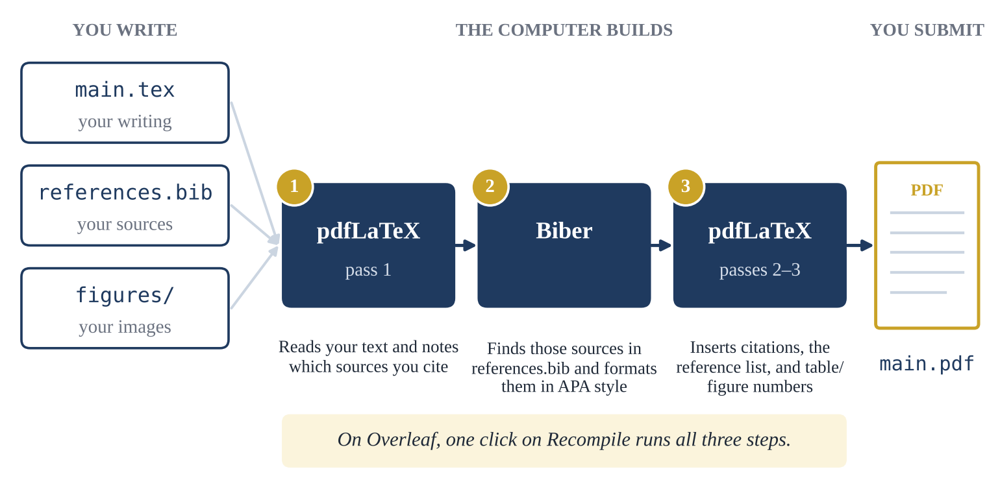 YOU WRITE
THE COMPUTER BUILDS
YOU SUBMIT
main.tex
your writing
references.bib
your sources
figures/
your images
1
pdfLaTeX
pass 1
Reads your text and notes
which sources you cite
2
Biber
Finds those sources in
references.bib and formats
them in APA style
3
pdfLaTeX
passes 2–3
Inserts citations, the
reference list, and table/
figure numbers
PDF
main.pdf
On Overleaf, one click on Recompile runs all three steps.